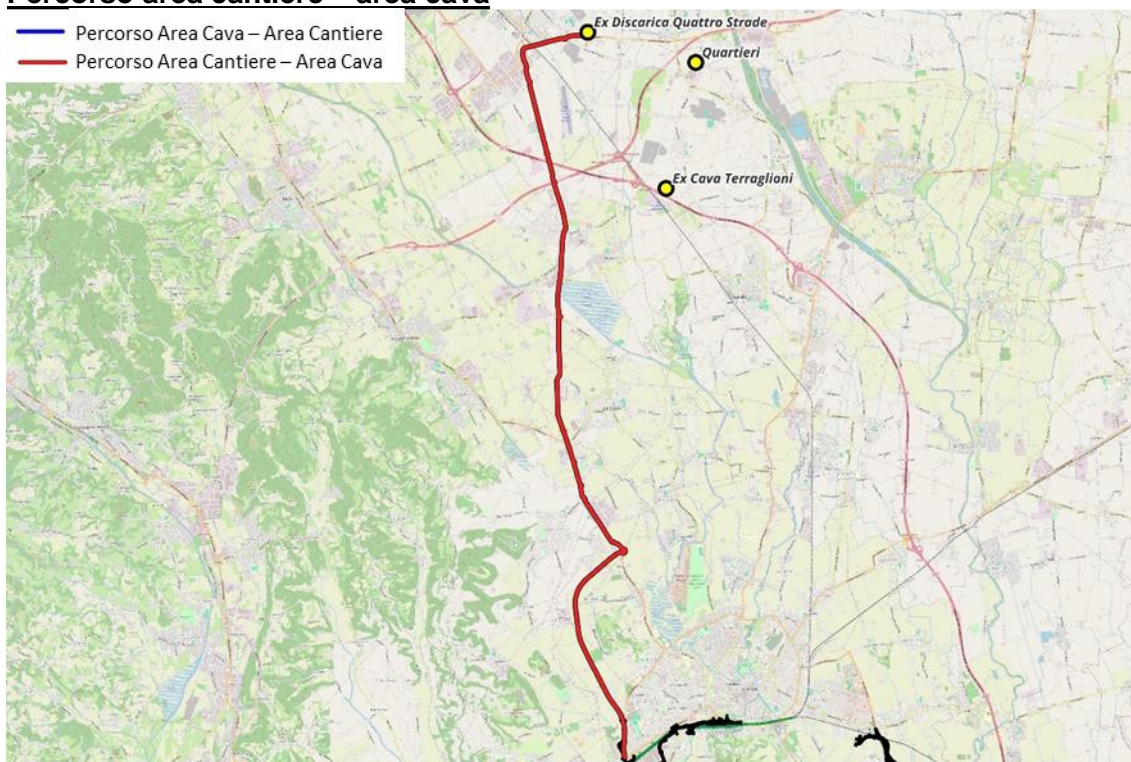 Percorso area cantiere – area cava
Percorso Area Cava – Area Cantiere
Percorso Area Cantiere – Area Cava
Ex Discarica Quattro Strade
Quartieri
Ex Cava Terraglioni